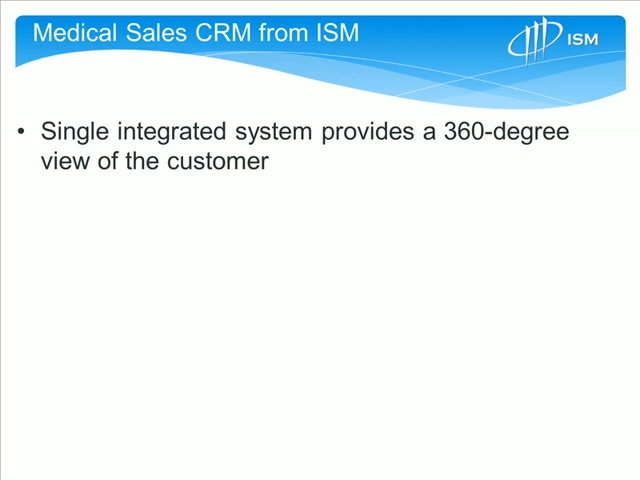 Medical Sales CRM from ISM
ISM
• Single integrated system provides a 360-degree
view of the customer